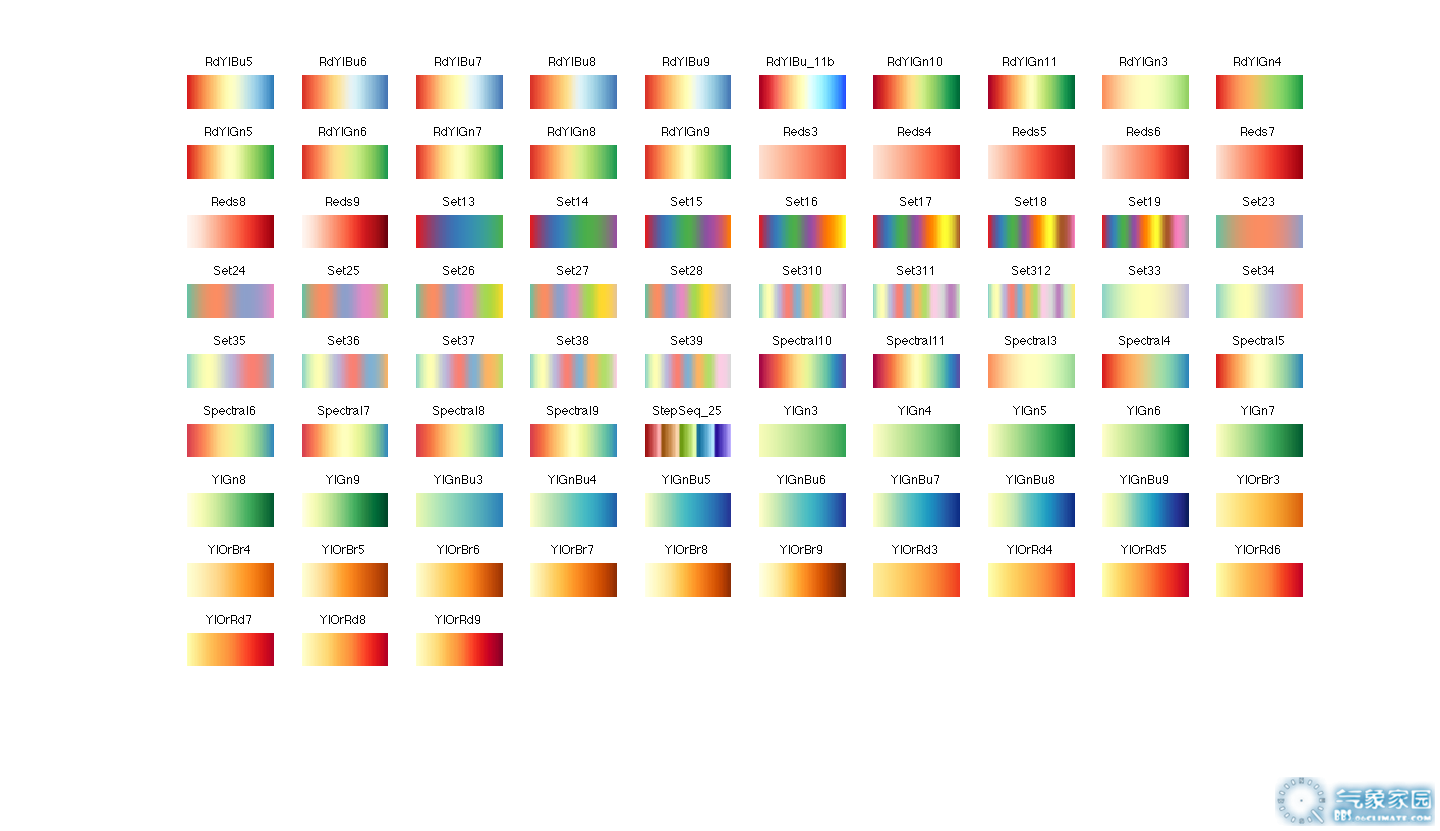 RdYlBu5 RdYlBu6 RdYlBu7 RdYlBu8 RdYlBu9 RdYlBu_11b RdYlGn10 RdYlGn11 RdYlGn3 RdYlGn4
RdYlGn5 RdYlGn6 RdYlGn7 RdYlGn8 RdYlGn9 Reds3 Reds4 Reds5 Reds6 Reds7
Reds8 Reds9 Set13 Set14 Set15 Set16 Set17 Set18 Set19 Set23
Set24 Set25 Set26 Set27 Set28 Set310 Set311 Set312 Set33 Set34
Set35 Set36 Set37 Set38 Set39 Spectral10 Spectral11 Spectral3 Spectral4 Spectral5
Spectral6 Spectral7 Spectral8 Spectral9 StepSeq_25 YlGn3 YlGn4 YlGn5 YlGn6 YlGn7
YlGn8 YlGn9 YlGnBu3 YlGnBu4 YlGnBu5 YlGnBu6 YlGnBu7 YlGnBu8 YlGnBu9 YlOrBr3
YlOrBr4 YlOrBr5 YlOrBr6 YlOrBr7 YlOrBr8 YlOrBr9 YlOrRd3 YlOrRd4 YlOrRd5 YlOrRd6
YlOrRd7 YlOrRd8 YlOrRd9
气象家园
BBS.06CLIMATE.COM